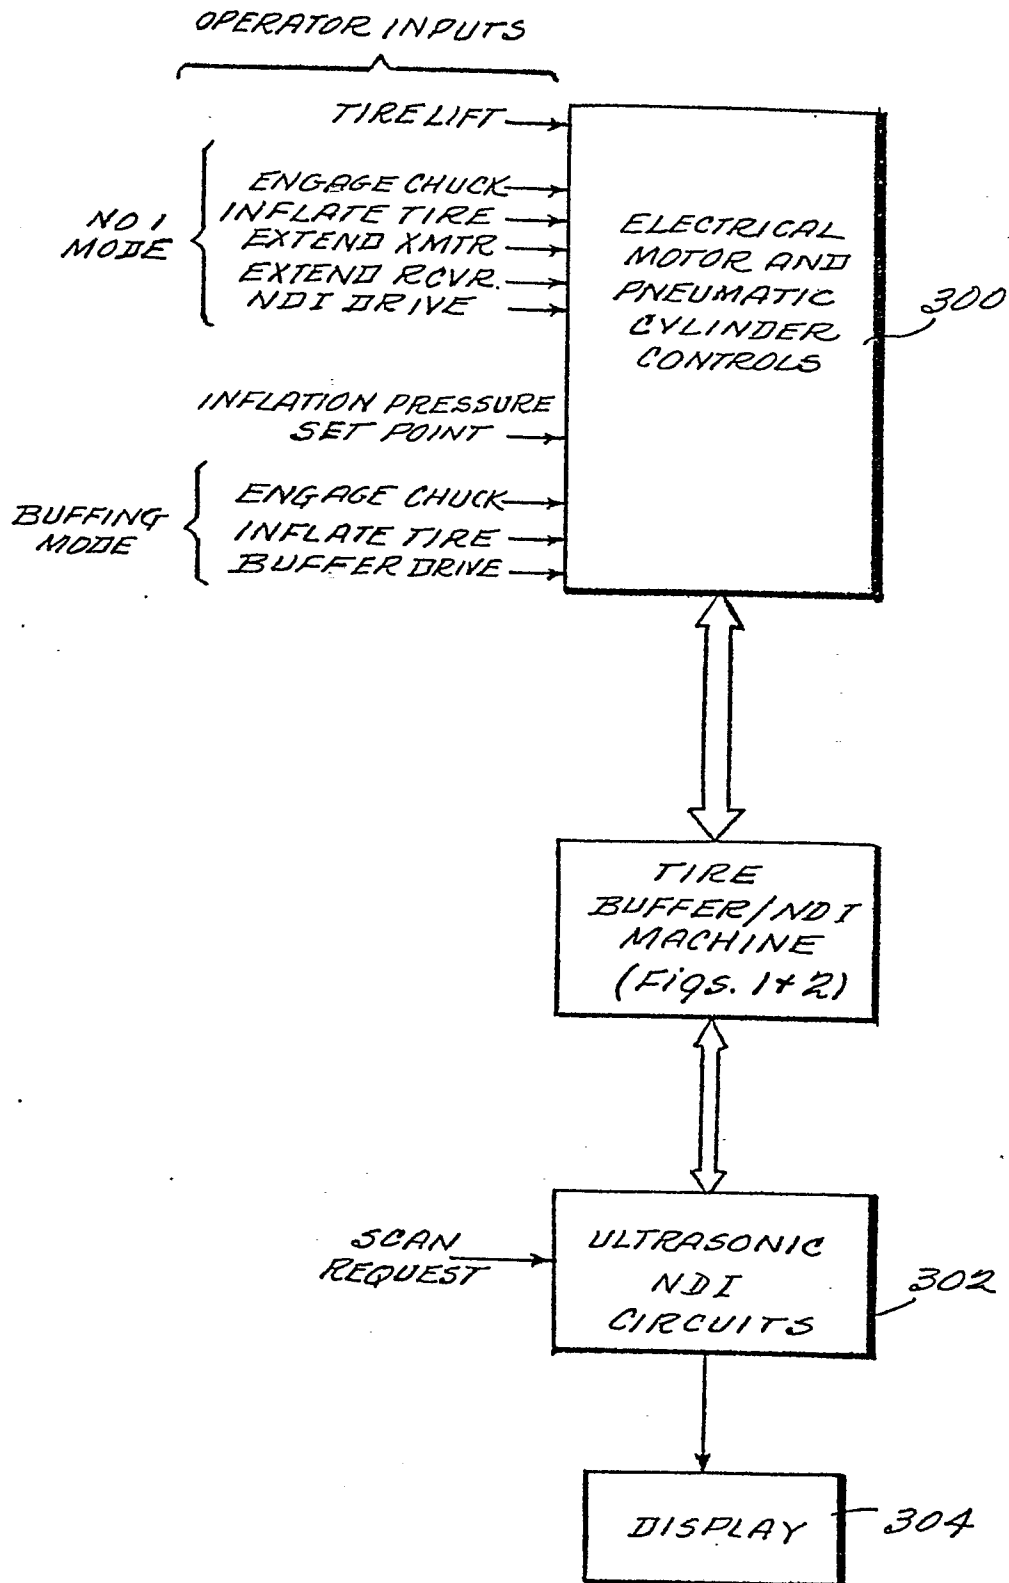 OPERATOR INPUTS
TIRE LIFT
NO I
MODE
ENGAGE CHUCK
INFLATE TIRE
EXTEND XMTR
EXTEND RCVR.
NDI DRIVE
INFLATION PRESSURE
SET POINT
BUFFING
MODE
ENGAGE CHUCK
INFLATE TIRE
BUFFER DRIVE
ELECTRICAL
MOTOR AND
PNEUMATIC
CYLINDER
CONTROLS
300
TIRE
BUFFER/NDI
MACHINE
(Figs. 1+2)
SCAN
REQUEST
ULTRASONIC
NDI
CIRCUITS
302
DISPLAY
304